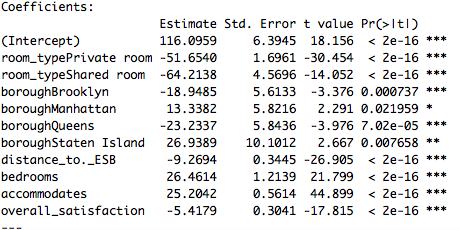 Coefficients:
                      Estimate Std. Error t value Pr(>|t|)
(Intercept)           116.0959     6.3945  18.156  < 2e-16 ***
room_typePrivate room -51.6540     1.6961 -30.454  < 2e-16 ***
room_typeShared room  -64.2138     4.5696 -14.052  < 2e-16 ***
boroughBrooklyn       -18.9485     5.6133  -3.376 0.000737 ***
boroughManhattan       13.3382     5.8216   2.291 0.021959 *
boroughQueens         -23.2337     5.8436  -3.976 7.02e-05 ***
boroughStaten Island   26.9389    10.1012   2.667 0.007658 **
distance_to._ESB       -9.2694     0.3445 -26.905  < 2e-16 ***
bedrooms               26.4614     1.2139  21.799  < 2e-16 ***
accommodates           25.2042     0.5614  44.899  < 2e-16 ***
overall_satisfaction   -5.4179     0.3041 -17.815  < 2e-16 ***
---